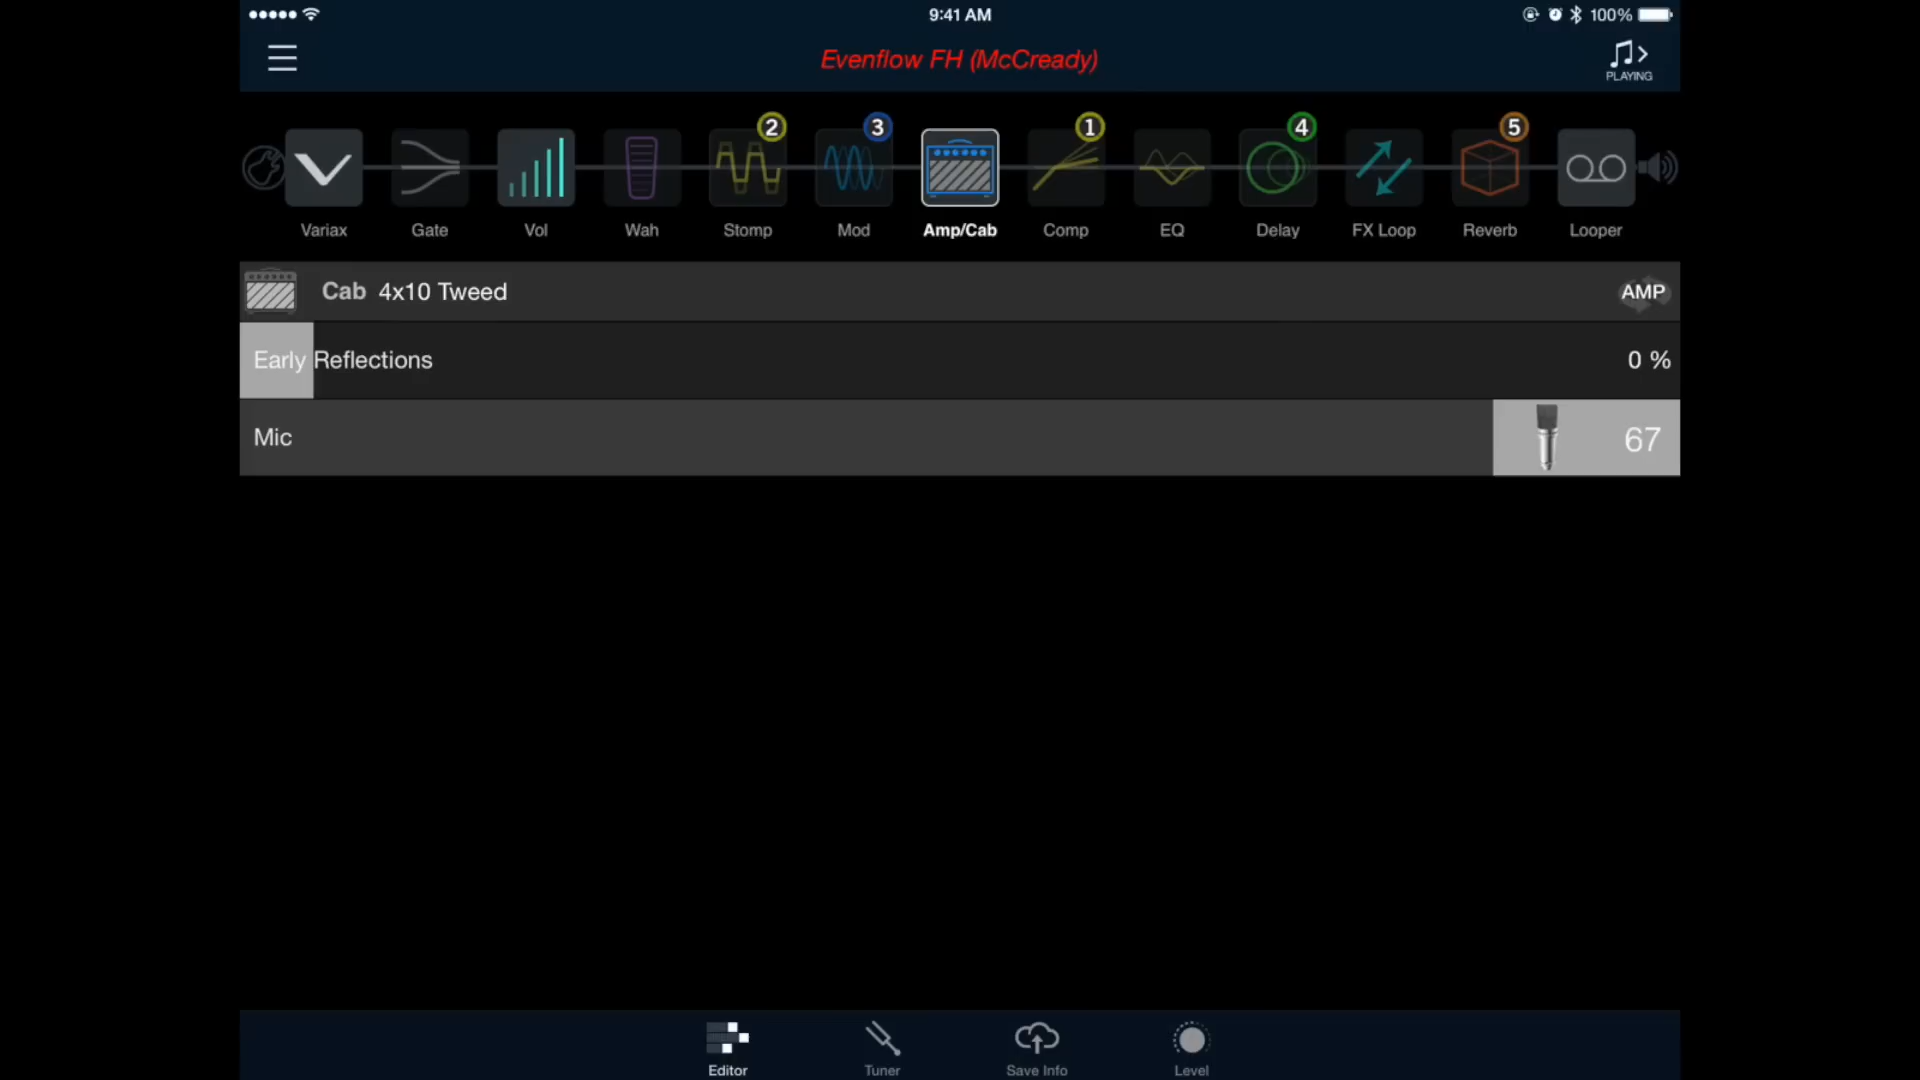 9:41 AM
100%
Evenflow FH (McCready)
PLAYING
2
3
1
4
5
Variax
Gate
Vol
Wah
Stomp
Mod
Amp/Cab
Comp
EQ
Delay
FX Loop
Reverb
Looper
Cab 4x10 Tweed
AMP
Early Reflections
0 %
Mic
67
Editor
Tuner
Save Info
Level